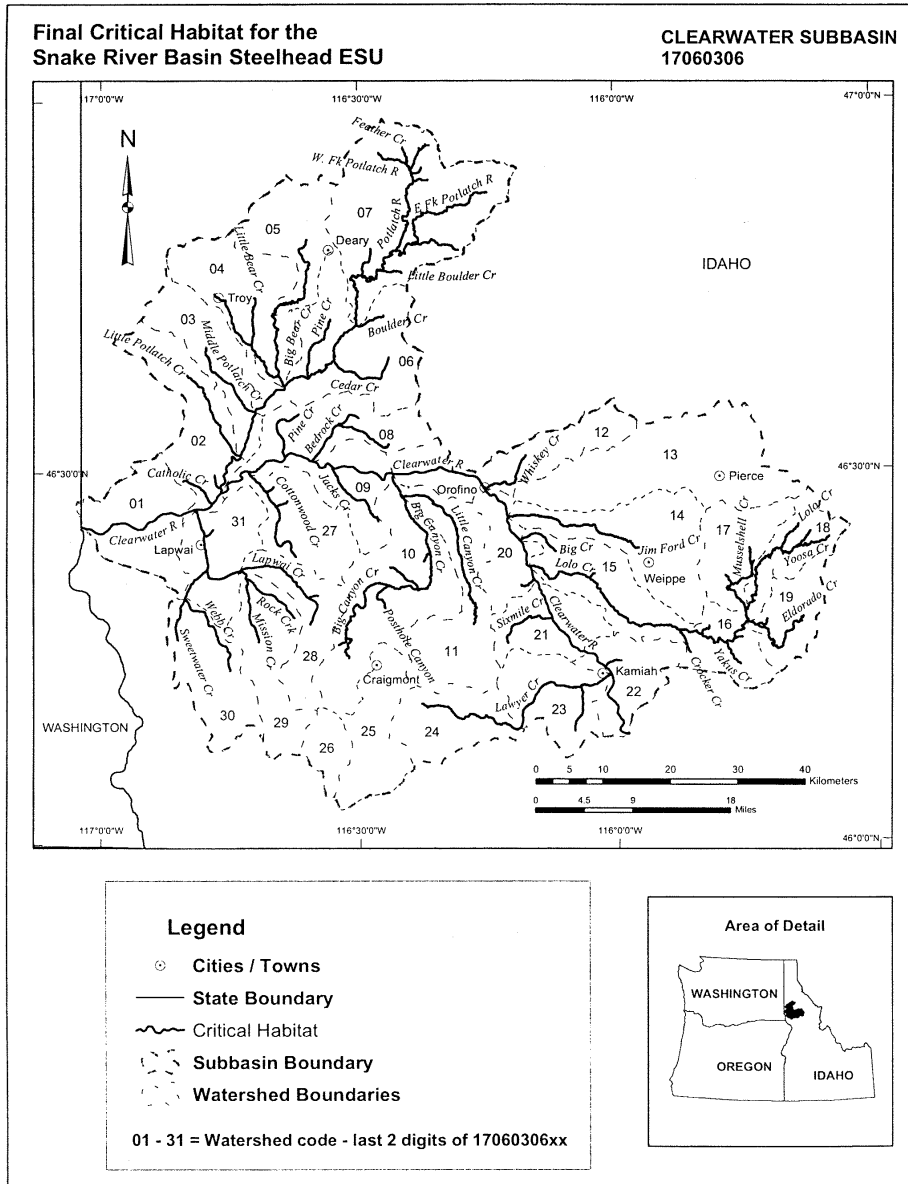 Final Critical Habitat for the
Snake River Basin Steelhead ESU
CLEARWATER SUBBASIN
17060306
117°0'0"W
116°30'0"W
116°0'0"W
47°0'0"N
N
Feather Cr
W. Fk Potlatch R
E Fk Potlatch R
07
Potlatch R
05
Deary
Little Bear Cr
IDAHO
04
Little Boulder Cr
Troy
Big Bear Cr
Pine Cr
03
Boulder Cr
Middle Potlatch Cr
Little Potlatch Cr
06
Cedar Cr
Pine Cr
Bedrock Cr
12
02
08
Whiskey Cr
13
46°30'0"N
Clearwater R
46°30'0"N
Catholic Cr
Pierce
Orofino
09
Jacks Cr
01
Cottonwood Cr
Lolo Cr
14
17
Musselshell Cr
31
27
Big Canyon Cr
Little Canyon Cr
18
Clearwater R
20
Big Cr
Jim Ford Cr
Yoosa Cr
Lapwai
10
Lolo Cr
15
Weippe
Lapwai Cr
19
Big Canyon Cr
Eldorado Cr
Webb Cr
Rock Crk
Mission Cr
Posthole Canyon
Sixmile Cr
Clearwater R
16
Sweetwater Cr
28
11
21
Yakus Cr
Crocker Cr
Craigmont
Kamiah
Lawyer Cr
22
30
29
25
24
23
WASHINGTON
26
0 5 10 20 30 40
Kilometers
0 4.5 9 18
Miles
117°0'0"W
116°30'0"W
116°0'0"W
46°0'0"N
Legend
Cities / Towns
State Boundary
Critical Habitat
Subbasin Boundary
Watershed Boundaries
01 - 31 = Watershed code - last 2 digits of 17060306xx
Area of Detail
WASHINGTON
OREGON
IDAHO